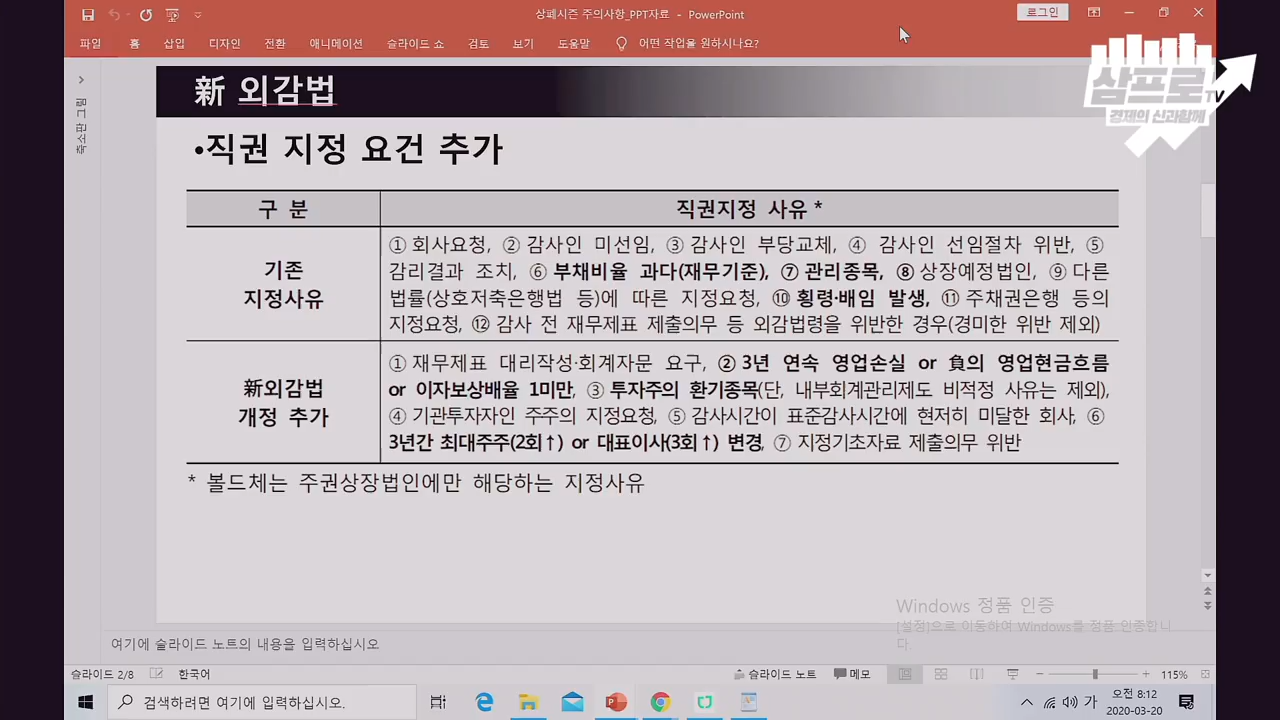 상폐시즌 주의사항_PPT자료 - PowerPoint
로그인
파일 홈 삽입 디자인 전환 애니메이션 슬라이드 쇼 검토 보기 도움말 어떤 작업을 원하시나요?
삼프로TV
경제의 신과함께
축소판 그림
新 외감법
•직권 지정 요건 추가
구 분 직권지정 사유 *
기존
지정사유
① 회사요청, ② 감사인 미선임, ③ 감사인 부당교체, ④ 감사인 선임절차 위반, ⑤
감리결과 조치, ⑥ 부채비율 과다(재무기준), ⑦ 관리종목, ⑧ 상장예정법인, ⑨ 다른
법률(상호저축은행법 등)에 따른 지정요청, ⑩ 횡령·배임 발생, ⑪ 주채권은행 등의
지정요청, ⑫ 감사 전 재무제표 제출의무 등 외감법령을 위반한 경우(경미한 위반 제외)
新외감법
개정 추가
① 재무제표 대리작성·회계자문 요구, ② 3년 연속 영업손실 or 負의 영업현금흐름
or 이자보상배율 1미만, ③ 투자주의 환기종목(단, 내부회계관리제도 비적정 사유는 제외),
④ 기관투자자인 주주의 지정요청, ⑤ 감사시간이 표준감사시간에 현저히 미달한 회사, ⑥
3년간 최대주주(2회↑) or 대표이사(3회↑) 변경, ⑦ 지정기초자료 제출의무 위반
* 볼드체는 주권상장법인에만 해당하는 지정사유
Windows 정품 인증
[설정]으로 이동하여 Windows를 정품 인증합니
다.
여기에 슬라이드 노트의 내용을 입력하십시오
슬라이드 2/8 한국어 슬라이드 노트 메모 115%
검색하려면 여기에 입력하십시오. 가 오전 8:12
2020-03-20